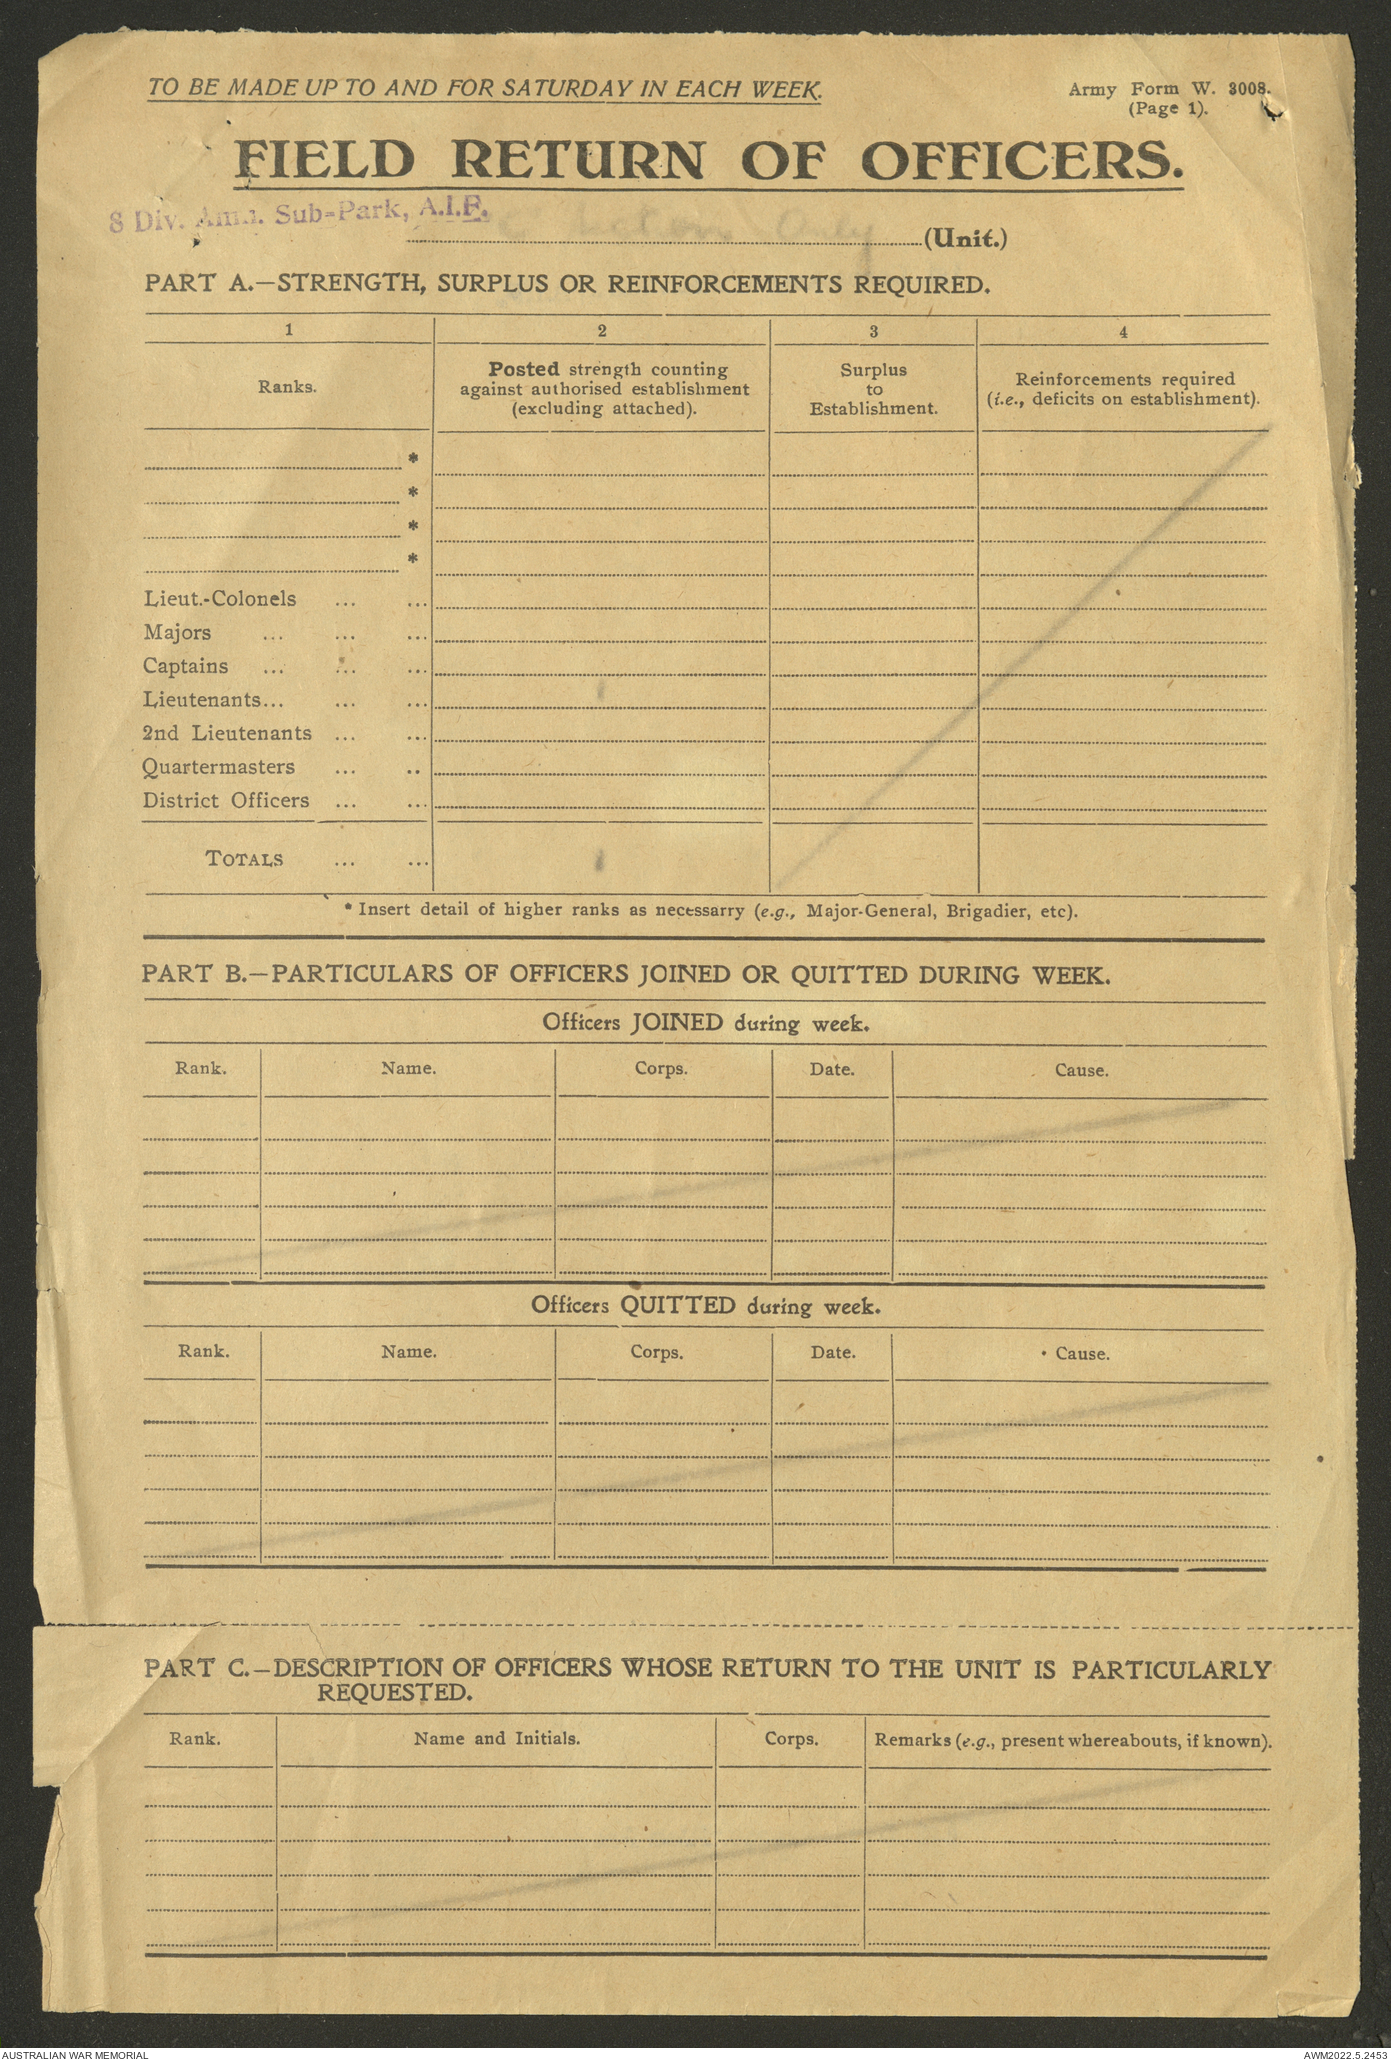 TO BE MADE UP TO AND FOR SATURDAY IN EACH WEEK.
Army Form W. 3008.
(Page 1).
FIELD RETURN OF OFFICERS.
8 Div. Amn. Sub-Park, A.I.F.
Section Only
(Unit.)
PART A.—STRENGTH, SURPLUS OR REINFORCEMENTS REQUIRED.
1 2 3 4
Ranks.
Posted strength counting
against authorised establishment
(excluding attached).
Surplus
to
Establishment.
Reinforcements required
(i.e., deficits on establishment).
*
*
*
*
Lieut.-Colonels ... ...
Majors ... ... ...
Captains ... ... ...
Lieutenants... ... ... 1
2nd Lieutenants ... ...
Quartermasters ... ..
District Officers ... ...
TOTALS ... ... 1
* Insert detail of higher ranks as necessarry (e.g., Major-General, Brigadier, etc).
PART B.—PARTICULARS OF OFFICERS JOINED OR QUITTED DURING WEEK.
Officers JOINED during week.
Rank. Name. Corps. Date. Cause.
Officers QUITTED during week.
Rank. Name. Corps. Date. Cause.
PART C.—DESCRIPTION OF OFFICERS WHOSE RETURN TO THE UNIT IS PARTICULARLY
REQUESTED.
Rank. Name and Initials. Corps. Remarks (e.g., present whereabouts, if known).
AUSTRALIAN WAR MEMORIAL
AWM2022.5.2453